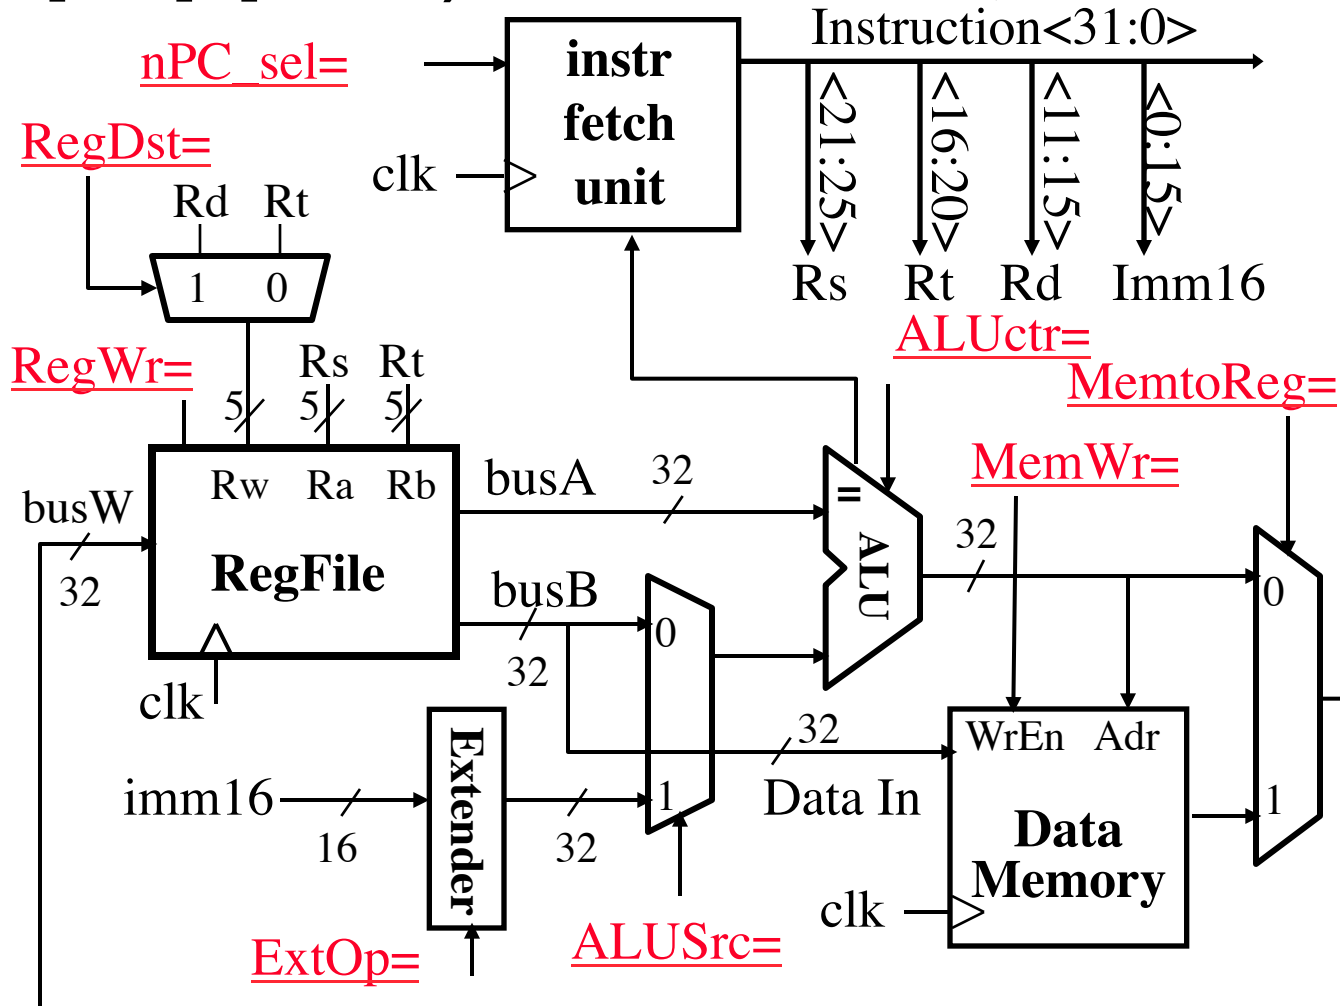 Instruction<31:0>
nPC_sel=
instr
fetch
unit
<21:25>
<16:20>
<11:15>
<0:15>
RegDst=
clk
Rd
Rt
1
0
Rs
Rt
Rd
Imm16
ALUctr=
RegWr=
Rs
Rt
MemtoReg=
5
5
5
MemWr=
Rw
Ra
Rb
busA
32
=
busW
RegFile
ALU
32
32
busB
0
0
32
clk
Extender
32
WrEn
Adr
imm16
1
Data In
1
16
32
Data
Memory
clk
ExtOp=
ALUSrc=